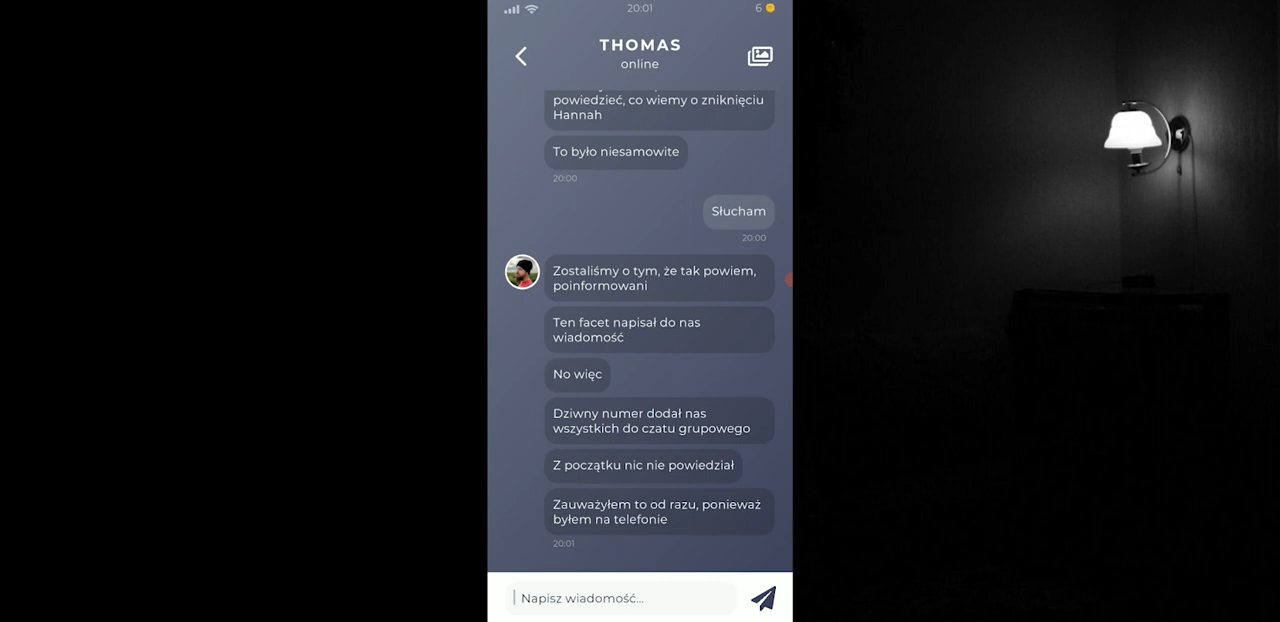 20:01
6
THOMAS
online
powiedzieć, co wiemy o zniknięciu
Hannah
To było niesamowite
20:00
Słucham
20:00
Zostaliśmy o tym, że tak powiem,
poinformowani
Ten facet napisał do nas
wiadomość
No więc
Dziwny numer dodał nas
wszystkich do czatu grupowego
Z początku nic nie powiedział
Zauważyłem to od razu, ponieważ
byłem na telefonie
20:01
Napisz wiadomość...